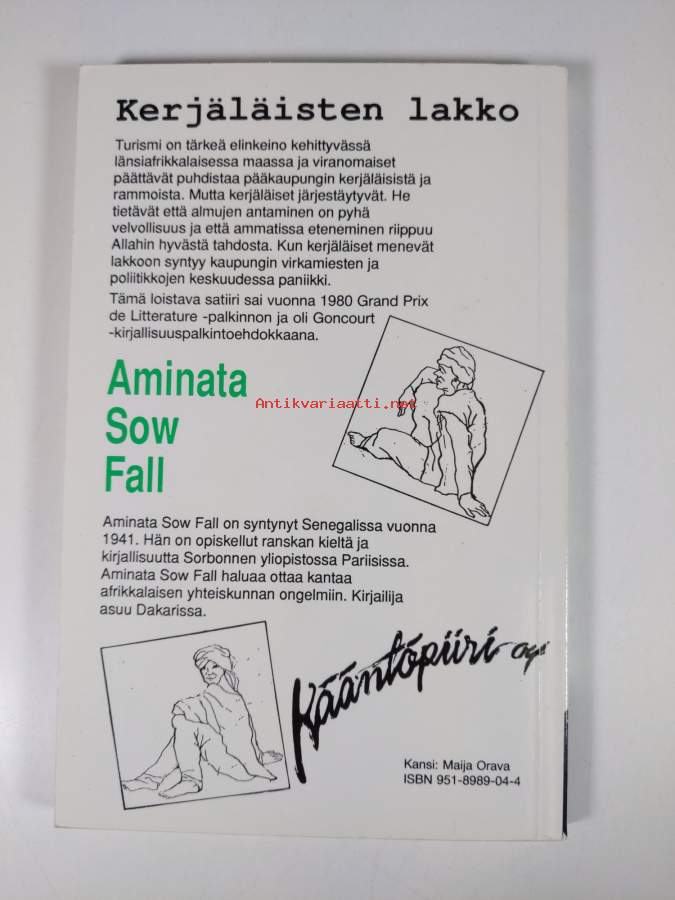 Kerjäläisten lakko
Turismi on tärkeä elinkeino kehittyvässä
länsiafrikkalaisessa maassa ja viranomaiset
päättävät puhdistaa pääkaupungin kerjäläisistä ja
rammoista. Mutta kerjäläiset järjestäytyvät. He
tietävät että almujen antaminen on pyhä
velvollisuus ja että ammatissa eteneminen riippuu
Allahin hyvästä tahdosta. Kun kerjäläiset menevät
lakkoon syntyy kaupungin virkamiesten ja
poliitikkojen keskuudessa paniikki.
Tämä loistava satiiri sai vuonna 1980 Grand Prix
de Litterature -palkinnon ja oli Goncourt
-kirjallisuuspalkintoehdokkaana.
Aminata
Sow
Fall
Antikvariaatti.net
Aminata Sow Fall on syntynyt Senegalissa vuonna
1941. Hän on opiskellut ranskan kieltä ja
kirjallisuutta Sorbonnen yliopistossa Pariisissa.
Aminata Sow Fall haluaa ottaa kantaa
afrikkalaisen yhteiskunnan ongelmiin. Kirjailija
asuu Dakarissa.
Kääntöpiiri
Kansi: Maija Orava
ISBN 951-8989-04-4